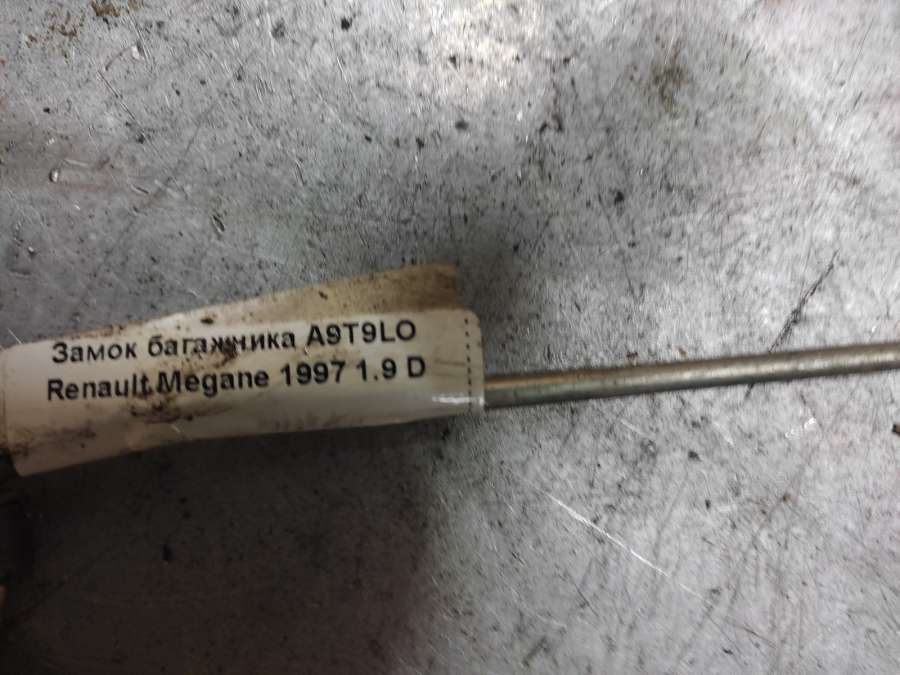 Замок багажника A9T9LO
Renault Megane 1997 1.9 D